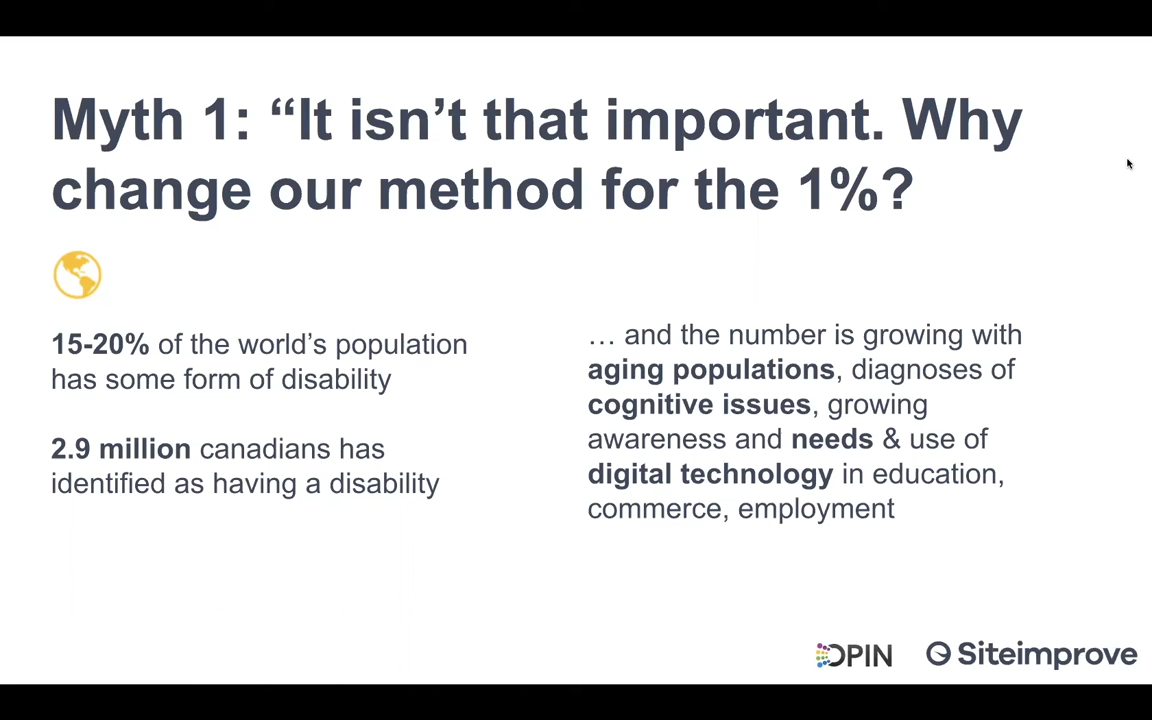 Myth 1: “It isn’t that important. Why
change our method for the 1%?
15-20% of the world’s population
has some form of disability
2.9 million canadians has
identified as having a disability
… and the number is growing with
aging populations, diagnoses of
cognitive issues, growing
awareness and needs & use of
digital technology in education,
commerce, employment
DPIN
Siteimprove